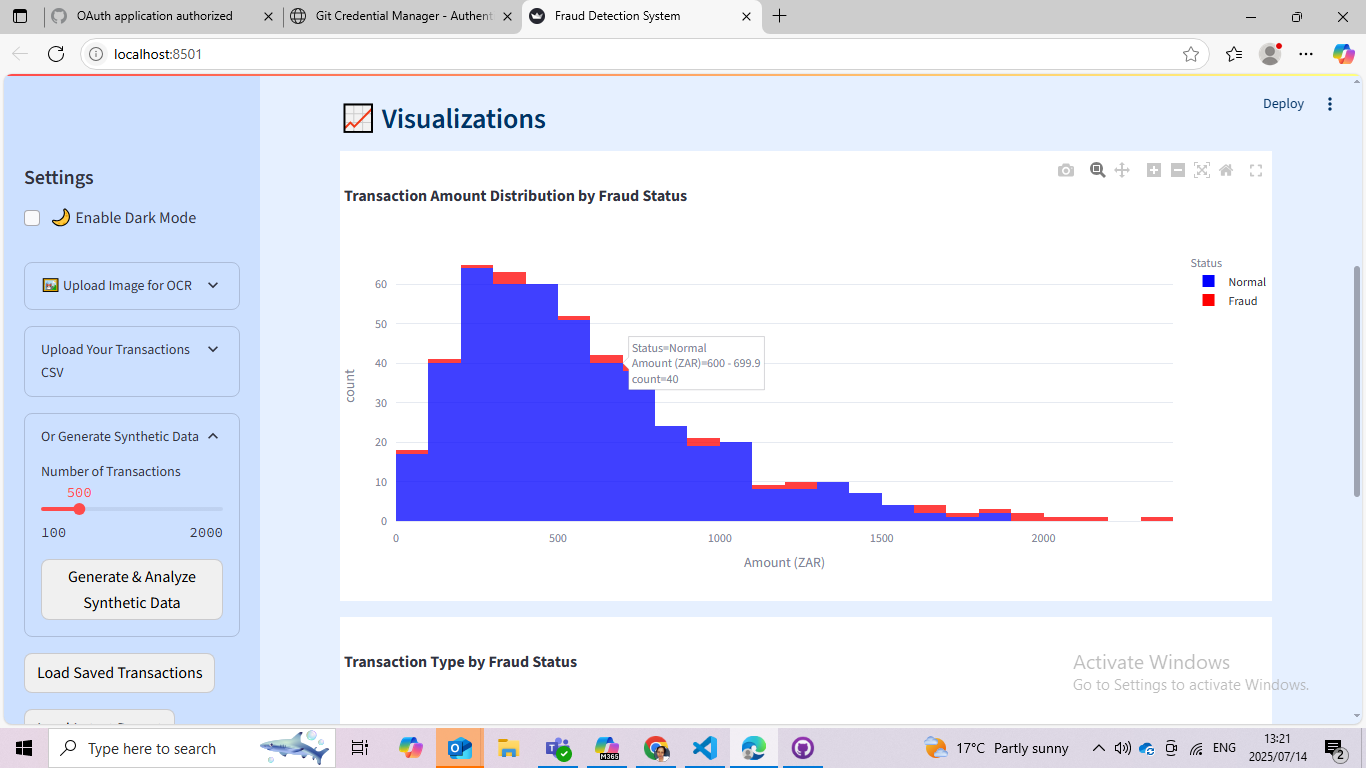 OAuth application authorized
Git Credential Manager - Authent
Fraud Detection System
localhost:8501
Deploy
Settings
Enable Dark Mode
Upload Image for OCR
Upload Your Transactions
CSV
Or Generate Synthetic Data
Number of Transactions
500
100 2000
Generate & Analyze
Synthetic Data
Load Saved Transactions
Visualizations
Transaction Amount Distribution by Fraud Status
Status
Normal
Fraud
Status=Normal
Amount (ZAR)=600 - 699.9
count=40
60
50
40
30
20
10
0
count
0 500 1000 1500 2000
Amount (ZAR)
Transaction Type by Fraud Status
Activate Windows
Go to Settings to activate Windows.
Type here to search
M365
17°C Partly sunny
ENG
13:21
2025/07/14
2